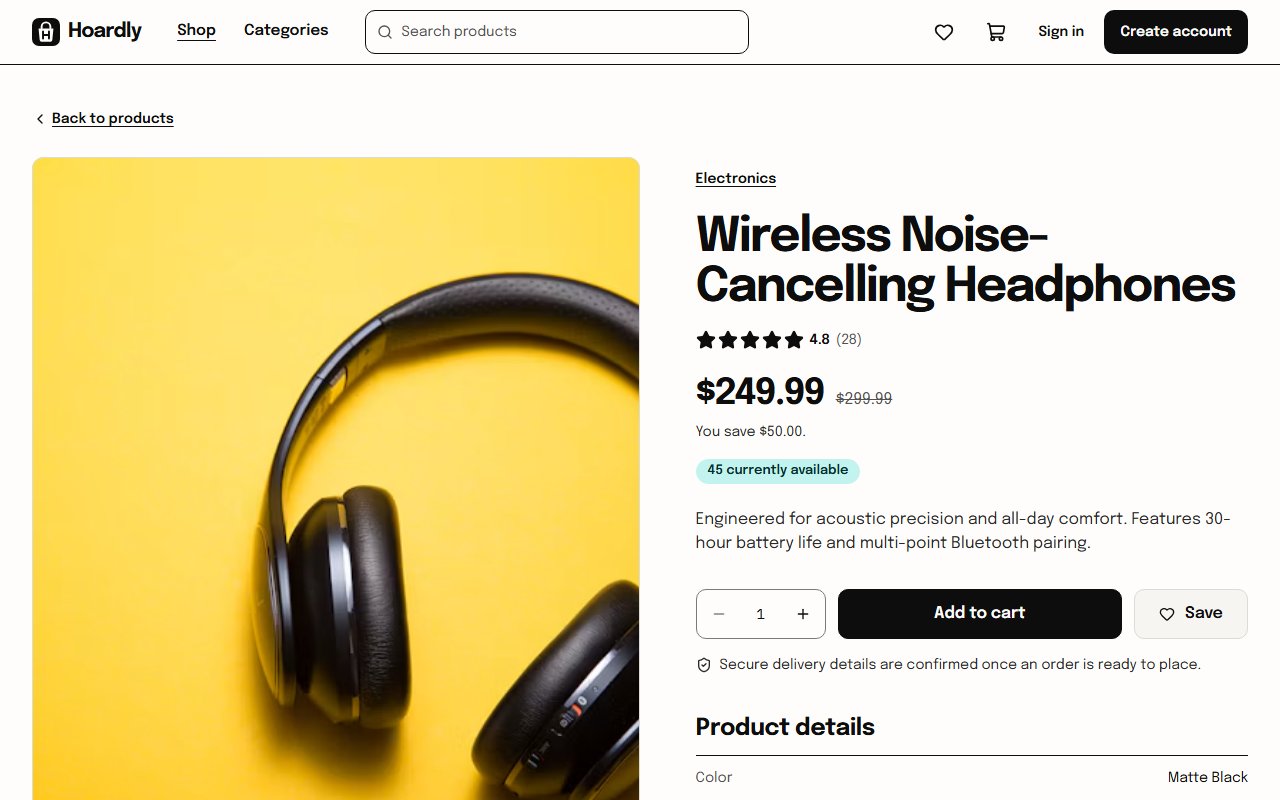 Hoardly
Shop
Categories
Search products
Sign in
Create account
Back to products
Electronics
Wireless Noise-
Cancelling Headphones
4.8 (28)
$249.99 $299.99
You save $50.00.
45 currently available
Engineered for acoustic precision and all-day comfort. Features 30-
hour battery life and multi-point Bluetooth pairing.
1
Add to cart
Save
Secure delivery details are confirmed once an order is ready to place.
Product details
Color
Matte Black